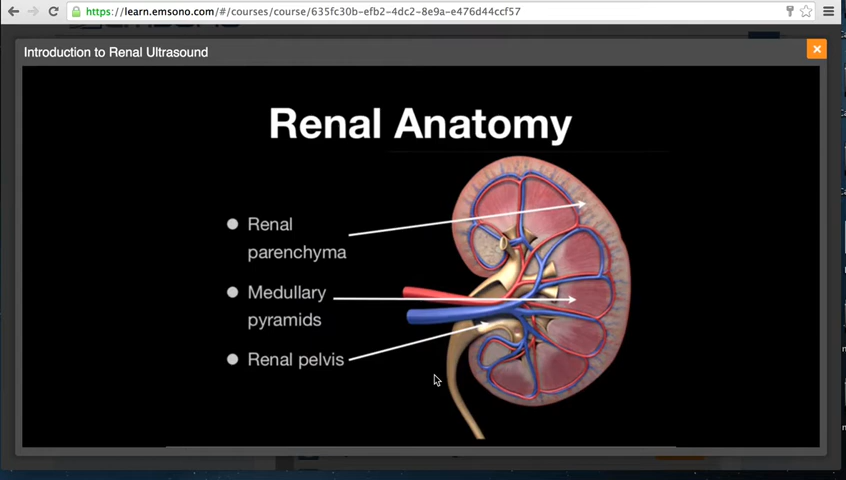 https://learn.emsono.com/#/courses/course/635fc30b-efb2-4dc2-8e9a-e476d44ccf57
Introduction to Renal Ultrasound
Renal Anatomy
Renal
parenchyma
Medullary
pyramids
Renal pelvis